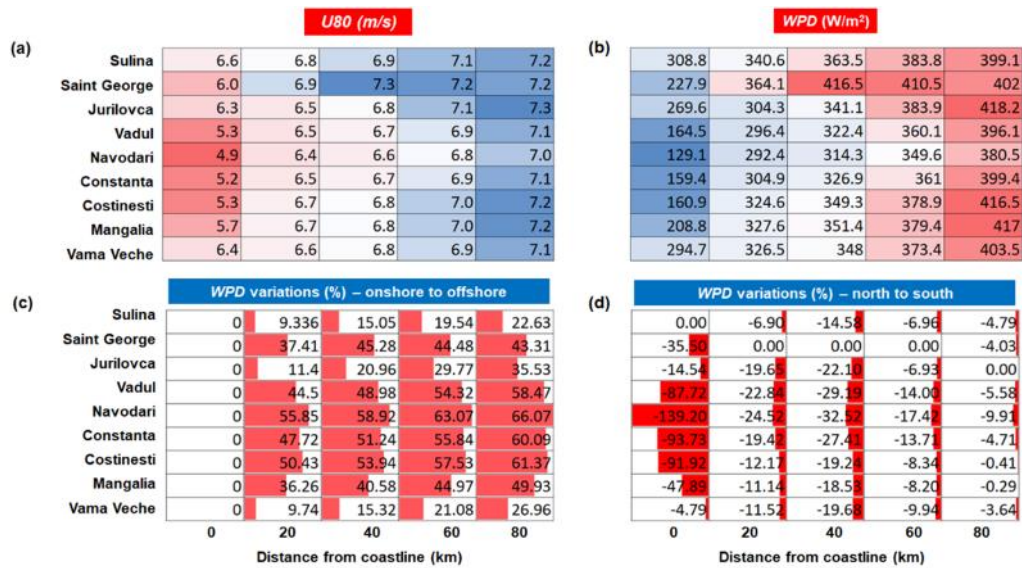 U80 (m/s)
WPD (W/m²)
(a)
(b)
Sulina 6.6 6.8 6.9 7.1 7.2 308.8 340.6 363.5 383.8 399.1
Saint George 6.0 6.9 7.3 7.2 7.2 227.9 364.1 416.5 410.5 402
Jurilovca 6.3 6.5 6.8 7.1 7.3 269.6 304.3 341.1 383.9 418.2
Vadul 5.3 6.5 6.7 6.9 7.1 164.5 296.4 322.4 360.1 396.1
Navodari 4.9 6.4 6.6 6.8 7.0 129.1 292.4 314.3 349.6 380.5
Constanta 5.2 6.5 6.7 6.9 7.1 159.4 304.9 326.9 361 399.4
Costinesti 5.3 6.7 6.8 7.0 7.2 160.9 324.6 349.3 378.9 416.5
Mangalia 5.7 6.7 6.8 7.0 7.2 208.8 327.6 351.4 379.4 417
Vama Veche 6.4 6.6 6.8 6.9 7.1 294.7 326.5 348 373.4 403.5
(c)
WPD variations (%) – onshore to offshore
(d)
WPD variations (%) – north to south
Sulina 0 9.336 15.05 19.54 22.63 0.00 -6.90 -14.58 -6.96 -4.79
Saint George 0 37.41 45.28 44.48 43.31 -35.50 0.00 0.00 0.00 -4.03
Jurilovca 0 11.4 20.96 29.77 35.53 -14.54 -19.65 -22.10 -6.93 0.00
Vadul 0 44.5 48.98 54.32 58.47 -87.72 -22.84 -29.19 -14.00 -5.58
Navodari 0 55.85 58.92 63.07 66.07 -139.20 -24.52 -32.52 -17.42 -9.91
Constanta 0 47.72 51.24 55.84 60.09 -93.73 -19.42 -27.41 -13.71 -4.71
Costinesti 0 50.43 53.94 57.53 61.37 -91.92 -12.17 -19.24 -8.34 -0.41
Mangalia 0 36.26 40.58 44.97 49.93 -47.89 -11.14 -18.53 -8.20 -0.29
Vama Veche 0 9.74 15.32 21.08 26.96 -4.79 -11.52 -19.68 -9.94 -3.64
0 20 40 60 80 0 20 40 60 80
Distance from coastline (km)
Distance from coastline (km)